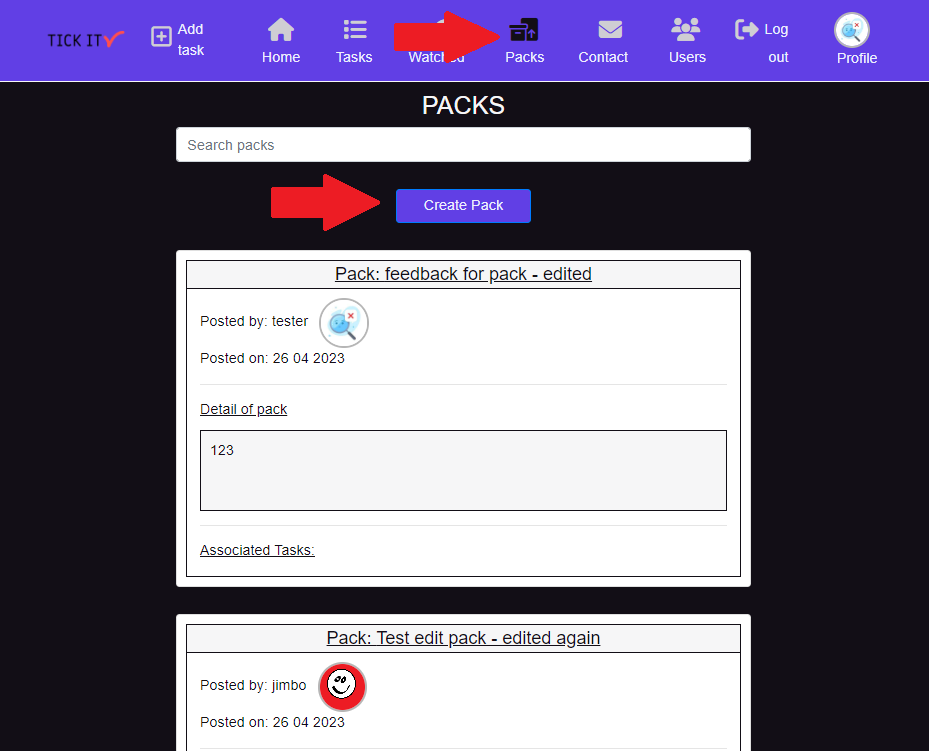 TICK IT
Add
task
Home
Tasks
Watched
Packs
Contact
Users
Log
out
Profile
PACKS
Search packs
Create Pack
Pack: feedback for pack - edited
Posted by: tester
Posted on: 26 04 2023
Detail of pack
123
Associated Tasks:
Pack: Test edit pack - edited again
Posted by: jimbo
Posted on: 26 04 2023